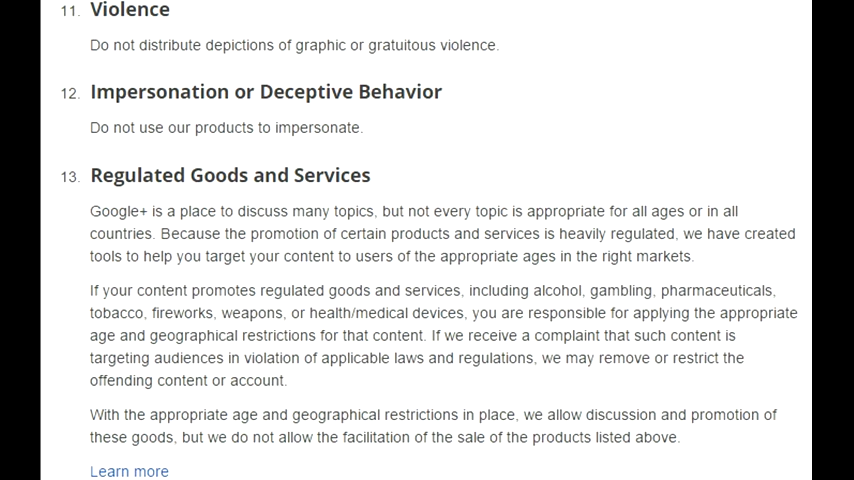 11. Violence
Do not distribute depictions of graphic or gratuitous violence.
12. Impersonation or Deceptive Behavior
Do not use our products to impersonate.
13. Regulated Goods and Services
Google+ is a place to discuss many topics, but not every topic is appropriate for all ages or in all
countries. Because the promotion of certain products and services is heavily regulated, we have created
tools to help you target your content to users of the appropriate ages in the right markets.
If your content promotes regulated goods and services, including alcohol, gambling, pharmaceuticals,
tobacco, fireworks, weapons, or health/medical devices, you are responsible for applying the appropriate
age and geographical restrictions for that content. If we receive a complaint that such content is
targeting audiences in violation of applicable laws and regulations, we may remove or restrict the
offending content or account.
With the appropriate age and geographical restrictions in place, we allow discussion and promotion of
these goods, but we do not allow the facilitation of the sale of the products listed above.
Learn more